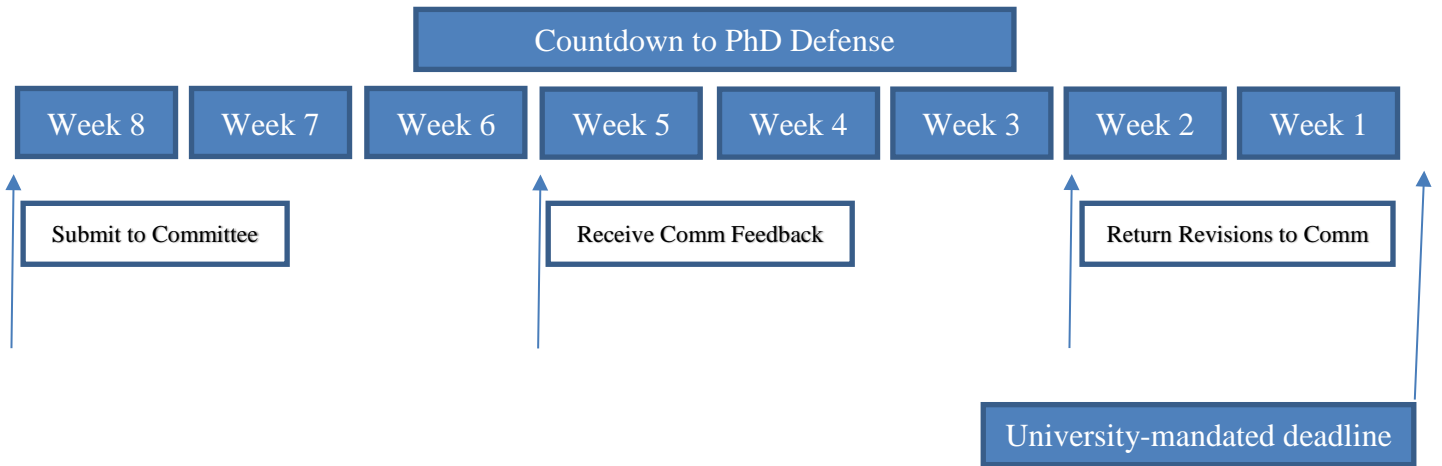 Countdown to PhD Defense
Week 8
Week 7
Week 6
Week 5
Week 4
Week 3
Week 2
Week 1
Submit to Committee
Receive Comm Feedback
Return Revisions to Comm
University-mandated deadline